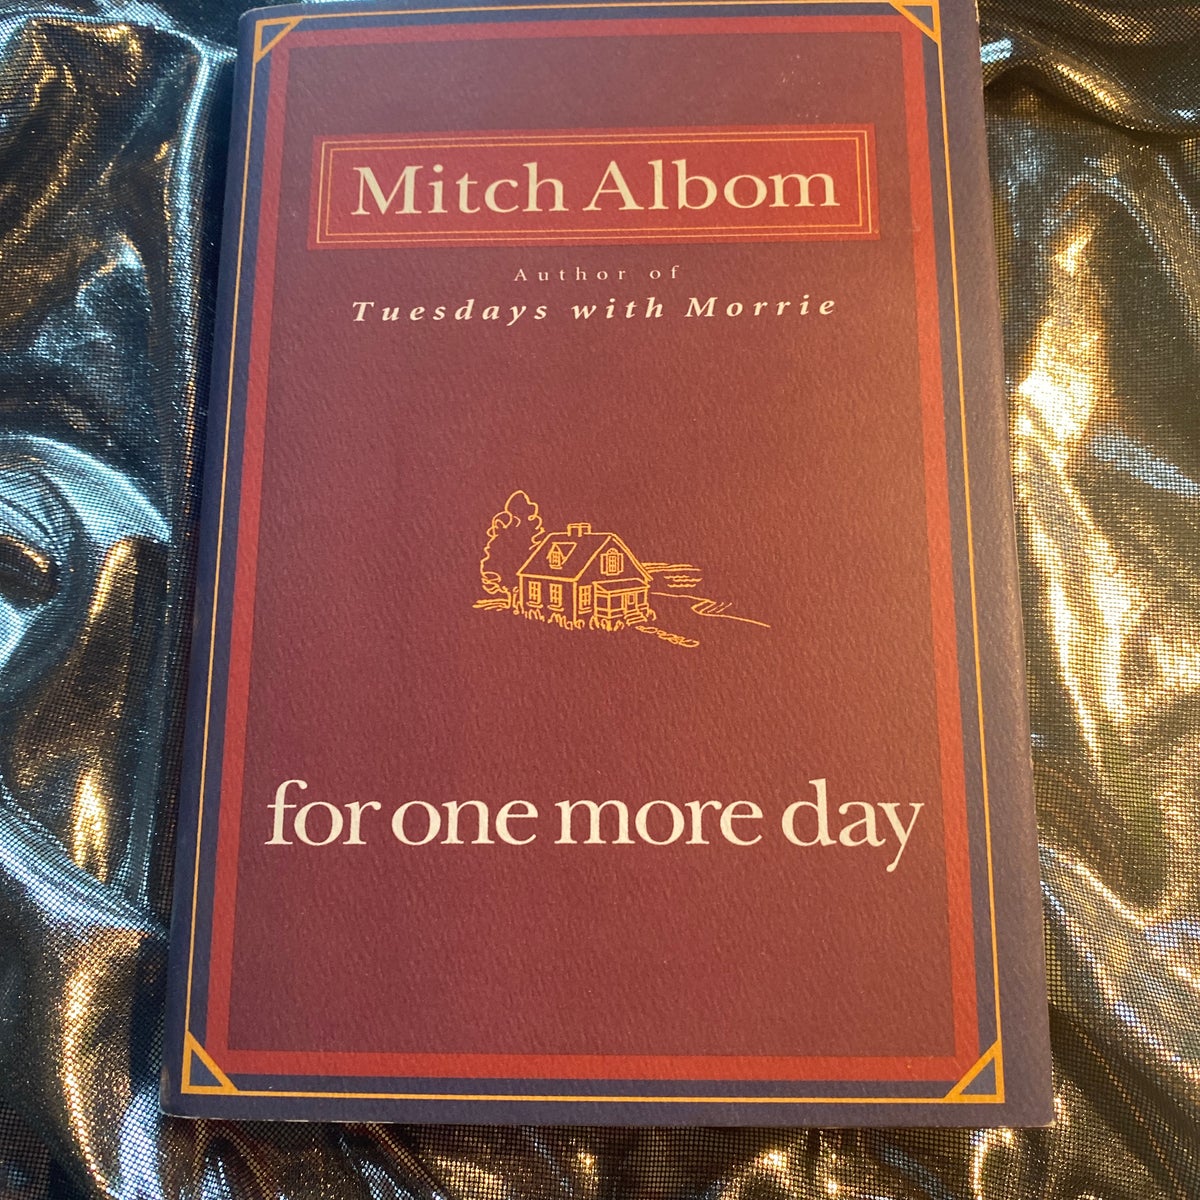 Mitch Albom
Author of
Tuesdays with Morrie
for one more day